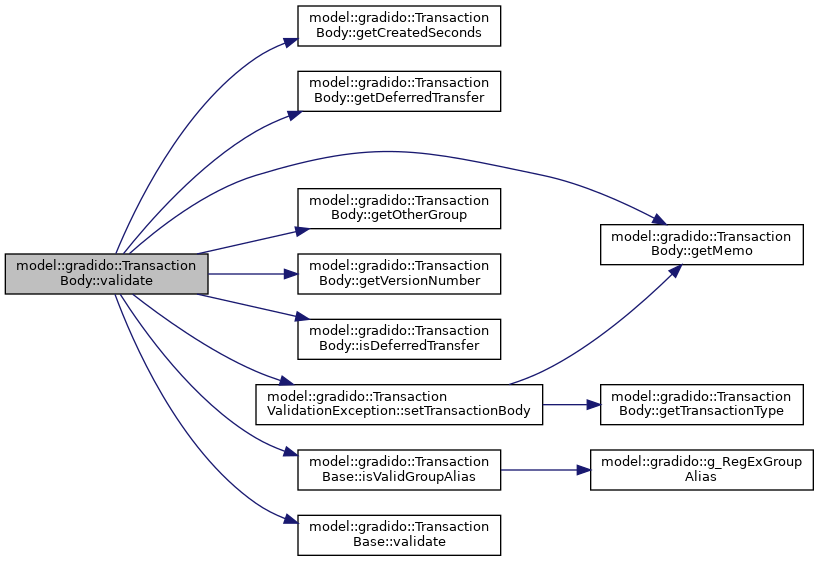 model::gradido::Transaction
Body::validate
model::gradido::Transaction
Body::getCreatedSeconds
model::gradido::Transaction
Body::getDeferredTransfer
model::gradido::Transaction
Body::getOtherGroup
model::gradido::Transaction
Body::getMemo
model::gradido::Transaction
Body::getVersionNumber
model::gradido::Transaction
Body::isDeferredTransfer
model::gradido::Transaction
ValidationException::setTransactionBody
model::gradido::Transaction
Body::getTransactionType
model::gradido::Transaction
Base::isValidGroupAlias
model::gradido::g_RegExGroup
Alias
model::gradido::Transaction
Base::validate